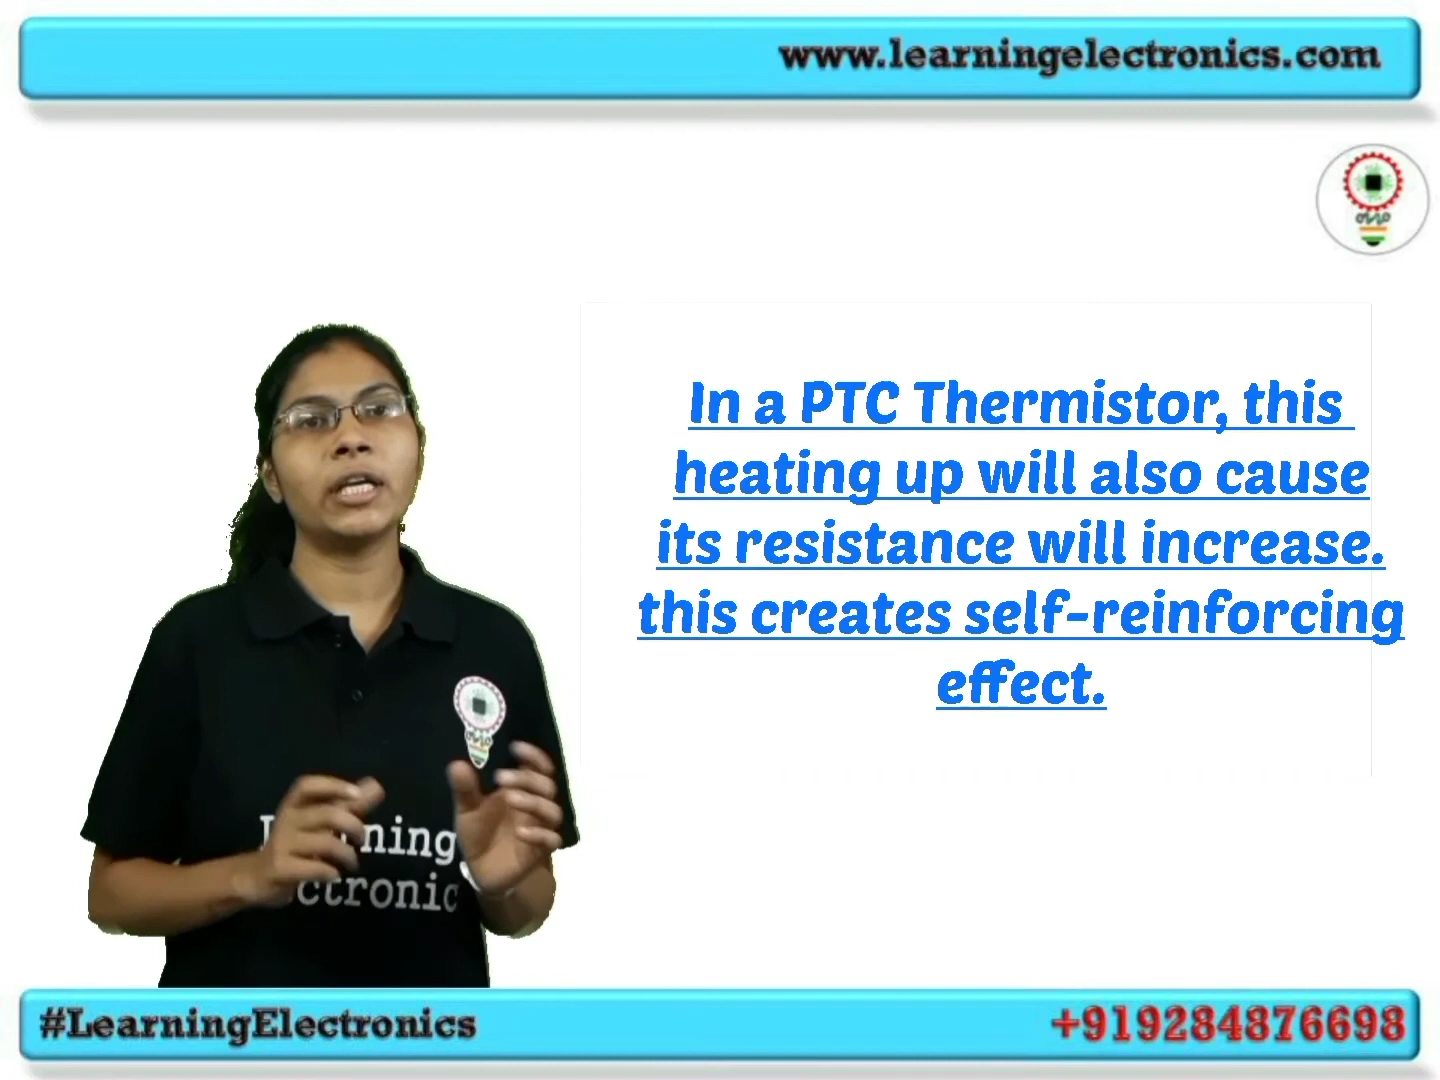 www.learningelectronics.com
In a PTC Thermistor, this
heating up will also cause
its resistance will increase.
this creates self-reinforcing
effect.
#LearningElectronics
+919284876698